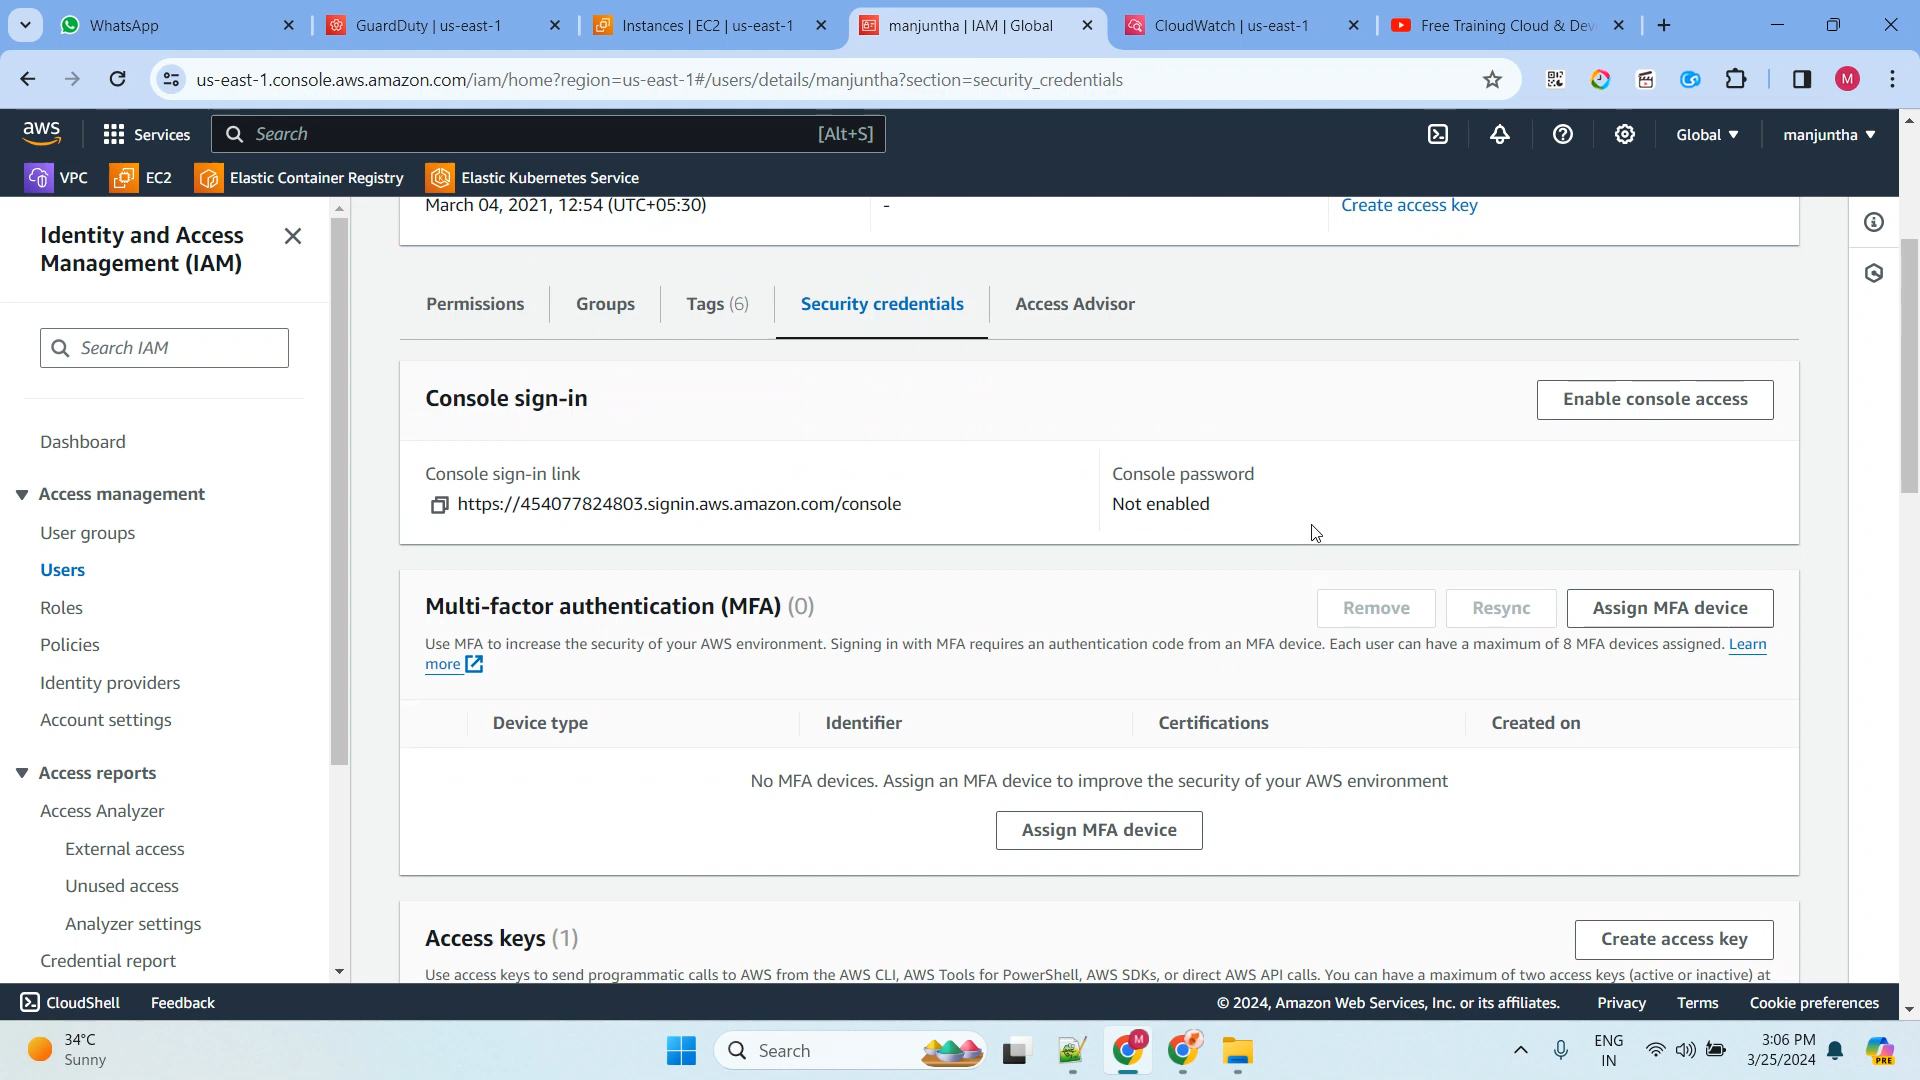 WhatsApp
GuardDuty | us-east-1
Instances | EC2 | us-east-1
manjuntha | IAM | Global
CloudWatch | us-east-1
Free Training Cloud & Dev
us-east-1.console.aws.amazon.com/iam/home?region=us-east-1#/users/details/manjuntha?section=security_credentials
M
aws
Services
Search
[Alt+S]
Global
manjuntha
VPC
EC2
Elastic Container Registry
Elastic Kubernetes Service
Identity and Access
Management (IAM)
Search IAM
Dashboard
Access management
User groups
Users
Roles
Policies
Identity providers
Account settings
Access reports
Access Analyzer
External access
Unused access
Analyzer settings
Credential report
March 04, 2021, 12:54 (UTC+05:30)
-
Create access key
Permissions
Groups
Tags (6)
Security credentials
Access Advisor
Console sign-in
Enable console access
Console sign-in link
https://454077824803.signin.aws.amazon.com/console
Console password
Not enabled
Multi-factor authentication (MFA) (0)
Remove
Resync
Assign MFA device
Use MFA to increase the security of your AWS environment. Signing in with MFA requires an authentication code from an MFA device. Each user can have a maximum of 8 MFA devices assigned. Learn
more
Device type
Identifier
Certifications
Created on
No MFA devices. Assign an MFA device to improve the security of your AWS environment
Assign MFA device
Access keys (1)
Create access key
Use access keys to send programmatic calls to AWS from the AWS CLI, AWS Tools for PowerShell, AWS SDKs, or direct AWS API calls. You can have a maximum of two access keys (active or inactive) at
CloudShell
Feedback
© 2024, Amazon Web Services, Inc. or its affiliates.
Privacy
Terms
Cookie preferences
34°C
Sunny
Search
M
ENG
IN
3:06 PM
3/25/2024
PRE